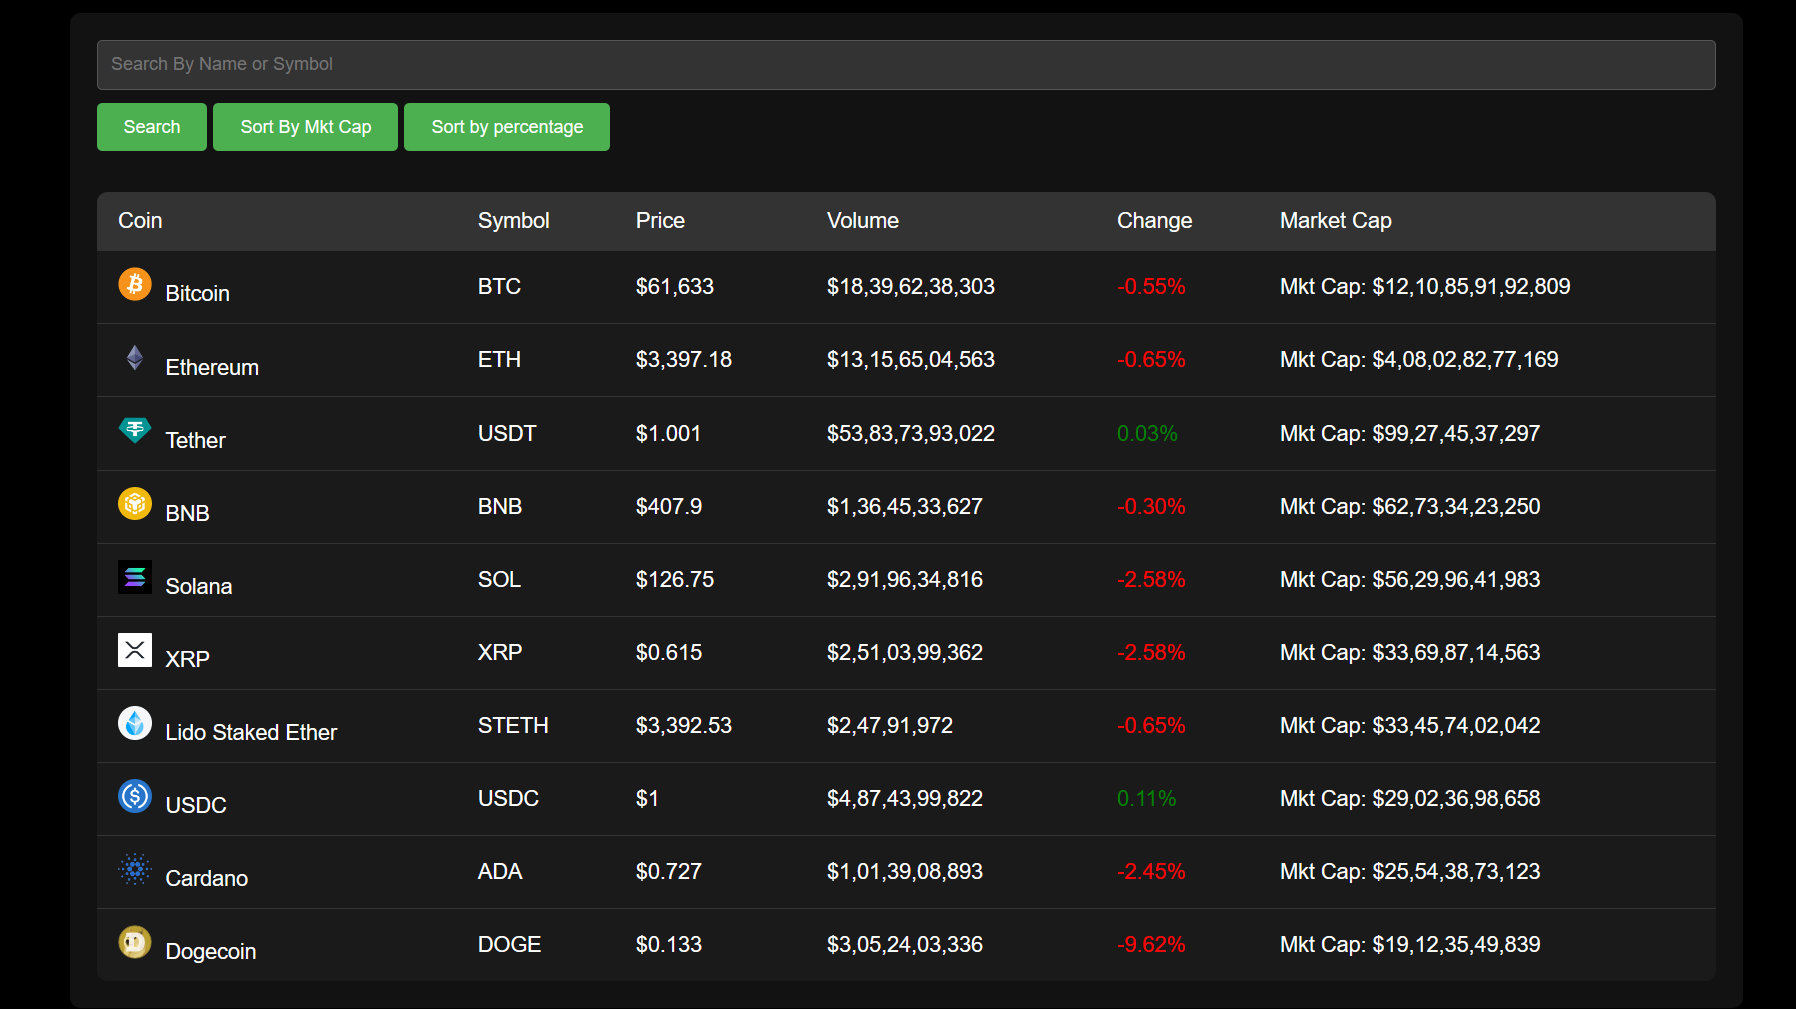 Search By Name or Symbol
Search Sort By Mkt Cap Sort by percentage
Coin Symbol Price Volume Change Market Cap
Bitcoin BTC $61,633 $18,39,62,38,303 -0.55% Mkt Cap: $12,10,85,91,92,809
Ethereum ETH $3,397.18 $13,15,65,04,563 -0.65% Mkt Cap: $4,08,02,82,77,169
Tether USDT $1.001 $53,83,73,93,022 0.03% Mkt Cap: $99,27,45,37,297
BNB BNB $407.9 $1,36,45,33,627 -0.30% Mkt Cap: $62,73,34,23,250
Solana SOL $126.75 $2,91,96,34,816 -2.58% Mkt Cap: $56,29,96,41,983
XRP XRP $0.615 $2,51,03,99,362 -2.58% Mkt Cap: $33,69,87,14,563
Lido Staked Ether STETH $3,392.53 $2,47,91,972 -0.65% Mkt Cap: $33,45,74,02,042
USDC USDC $1 $4,87,43,99,822 0.11% Mkt Cap: $29,02,36,98,658
Cardano ADA $0.727 $1,01,39,08,893 -2.45% Mkt Cap: $25,54,38,73,123
Dogecoin DOGE $0.133 $3,05,24,03,336 -9.62% Mkt Cap: $19,12,35,49,839